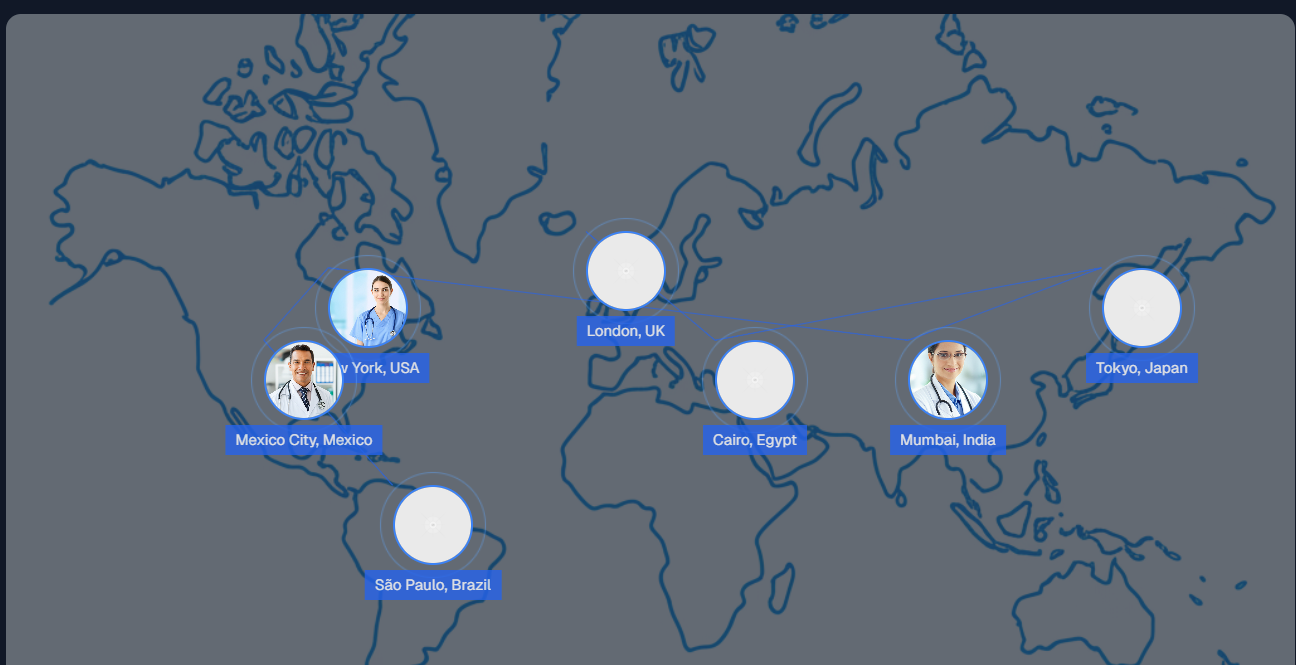 London, UK
w York, USA
Tokyo, Japan
Mexico City, Mexico
Cairo, Egypt
Mumbai, India
São Paulo, Brazil